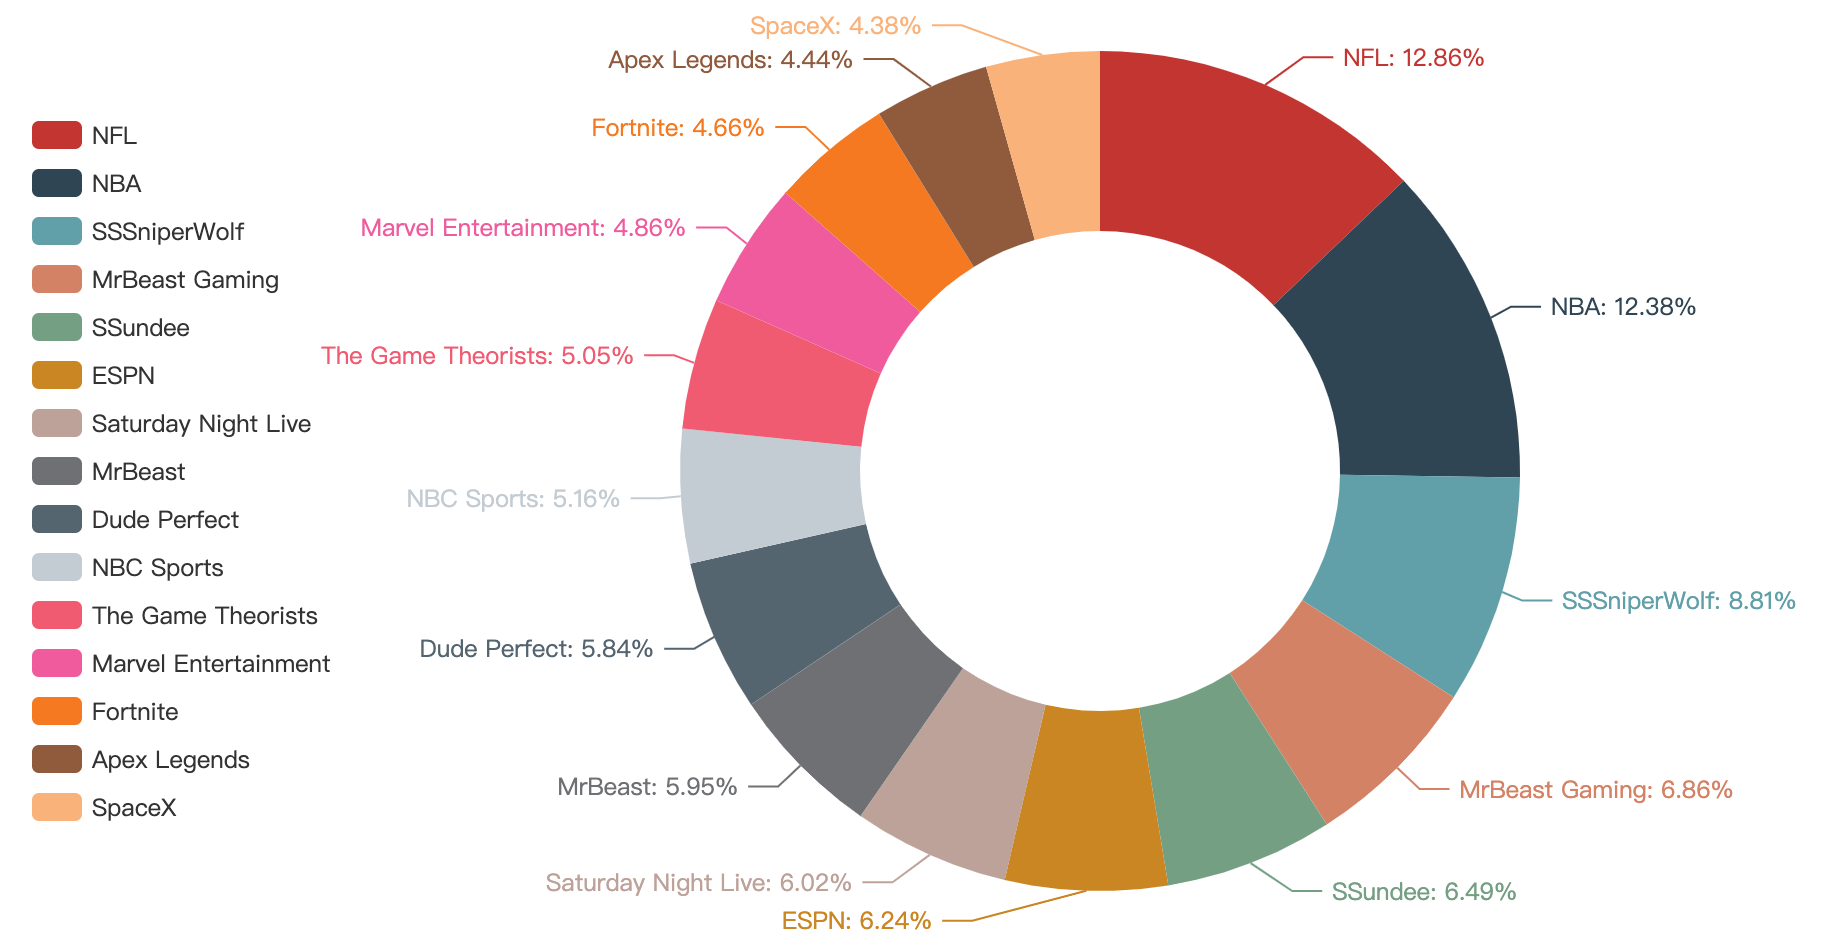 NFL
NBA
SSSniperWolf
MrBeast Gaming
SSundee
ESPN
Saturday Night Live
MrBeast
Dude Perfect
NBC Sports
The Game Theorists
Marvel Entertainment
Fortnite
Apex Legends
SpaceX
SpaceX: 4.38%
Apex Legends: 4.44%
Fortnite: 4.66%
Marvel Entertainment: 4.86%
The Game Theorists: 5.05%
NBC Sports: 5.16%
Dude Perfect: 5.84%
MrBeast: 5.95%
Saturday Night Live: 6.02%
ESPN: 6.24%
NFL: 12.86%
NBA: 12.38%
SSSniperWolf: 8.81%
MrBeast Gaming: 6.86%
SSundee: 6.49%